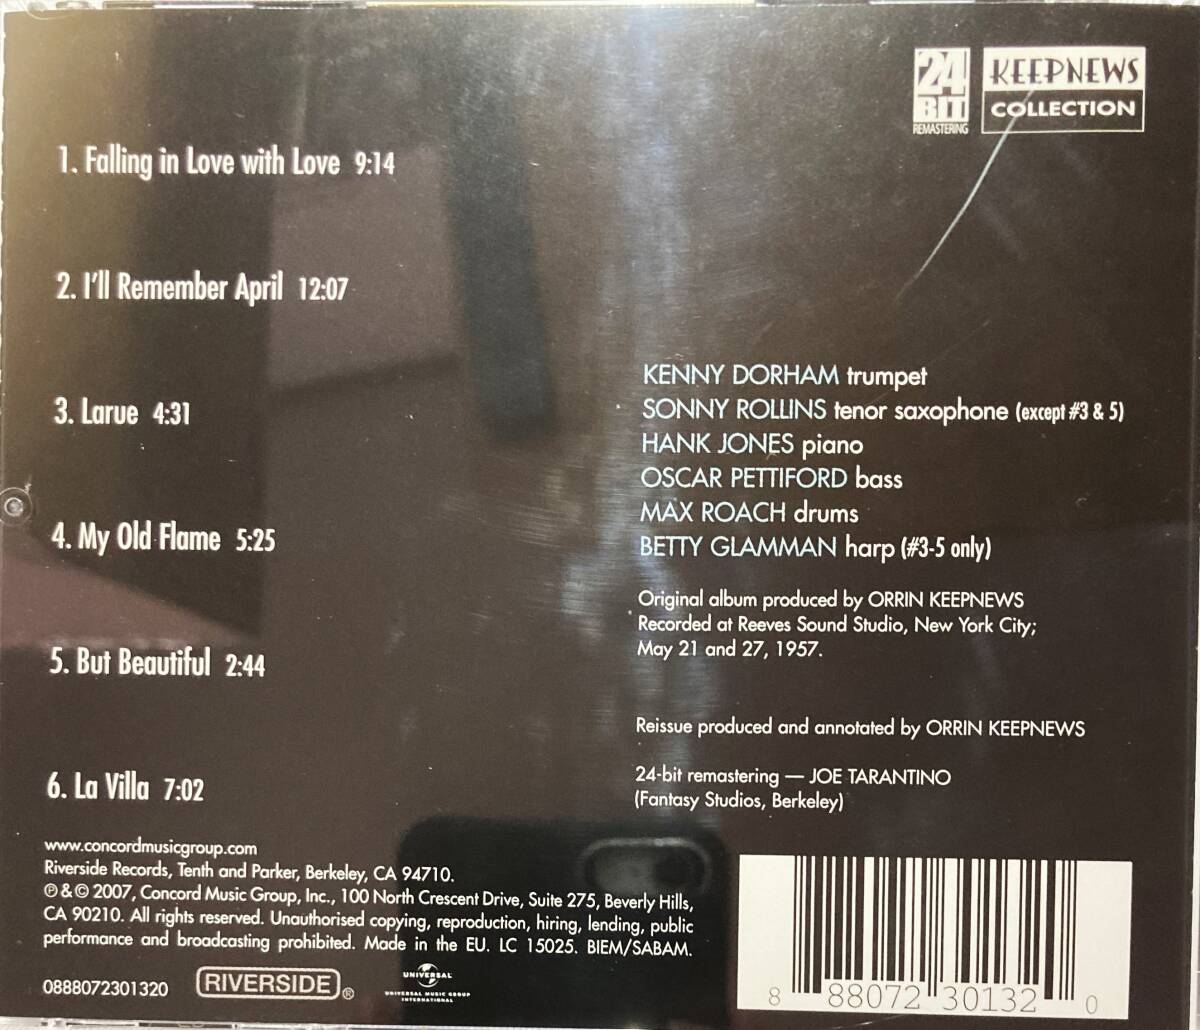 24
BIT
REMASTERING
KEEPNEWS
COLLECTION
1. Falling in Love with Love 9:14
2. I'll Remember April 12:07
3. Larue 4:31
4. My Old Flame 5:25
5. But Beautiful 2:44
6. La Villa 7:02
KENNY DORHAM trumpet
SONNY ROLLINS tenor saxophone (except #3 & 5)
HANK JONES piano
OSCAR PETTIFORD bass
MAX ROACH drums
BETTY GLAMMAN harp (#3-5 only)
Original album produced by ORRIN KEEPNEWS
Recorded at Reeves Sound Studio, New York City;
May 21 and 27, 1957.
Reissue produced and annotated by ORRIN KEEPNEWS
24-bit remastering — JOE TARANTINO
(Fantasy Studios, Berkeley)
www.concordmusicgroup.com
Riverside Records, Tenth and Parker, Berkeley, CA 94710.
℗ & © 2007, Concord Music Group, Inc., 100 North Crescent Drive, Suite 275, Beverly Hills,
CA 90210. All rights reserved. Unauthorised copying, reproduction, hiring, lending, public
performance and broadcasting prohibited. Made in the EU. LC 15025. BIEM/SABAM.
0888072301320
RIVERSIDE ®
UNIVERSAL
UNIVERSAL MUSIC GROUP
INTERNATIONAL
8 88072 30132 0